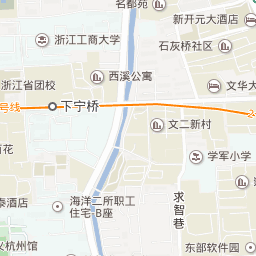 名都苑
新开元大酒店
浙江工商大学
石灰桥社区
西溪公寓
浙江省团校
文华大
号线
下宁桥
2
文二新村
荷花
学军小学
求智巷
海洋二所职工
住宅-B座
泰酒店
义杭州馆
东部软件园